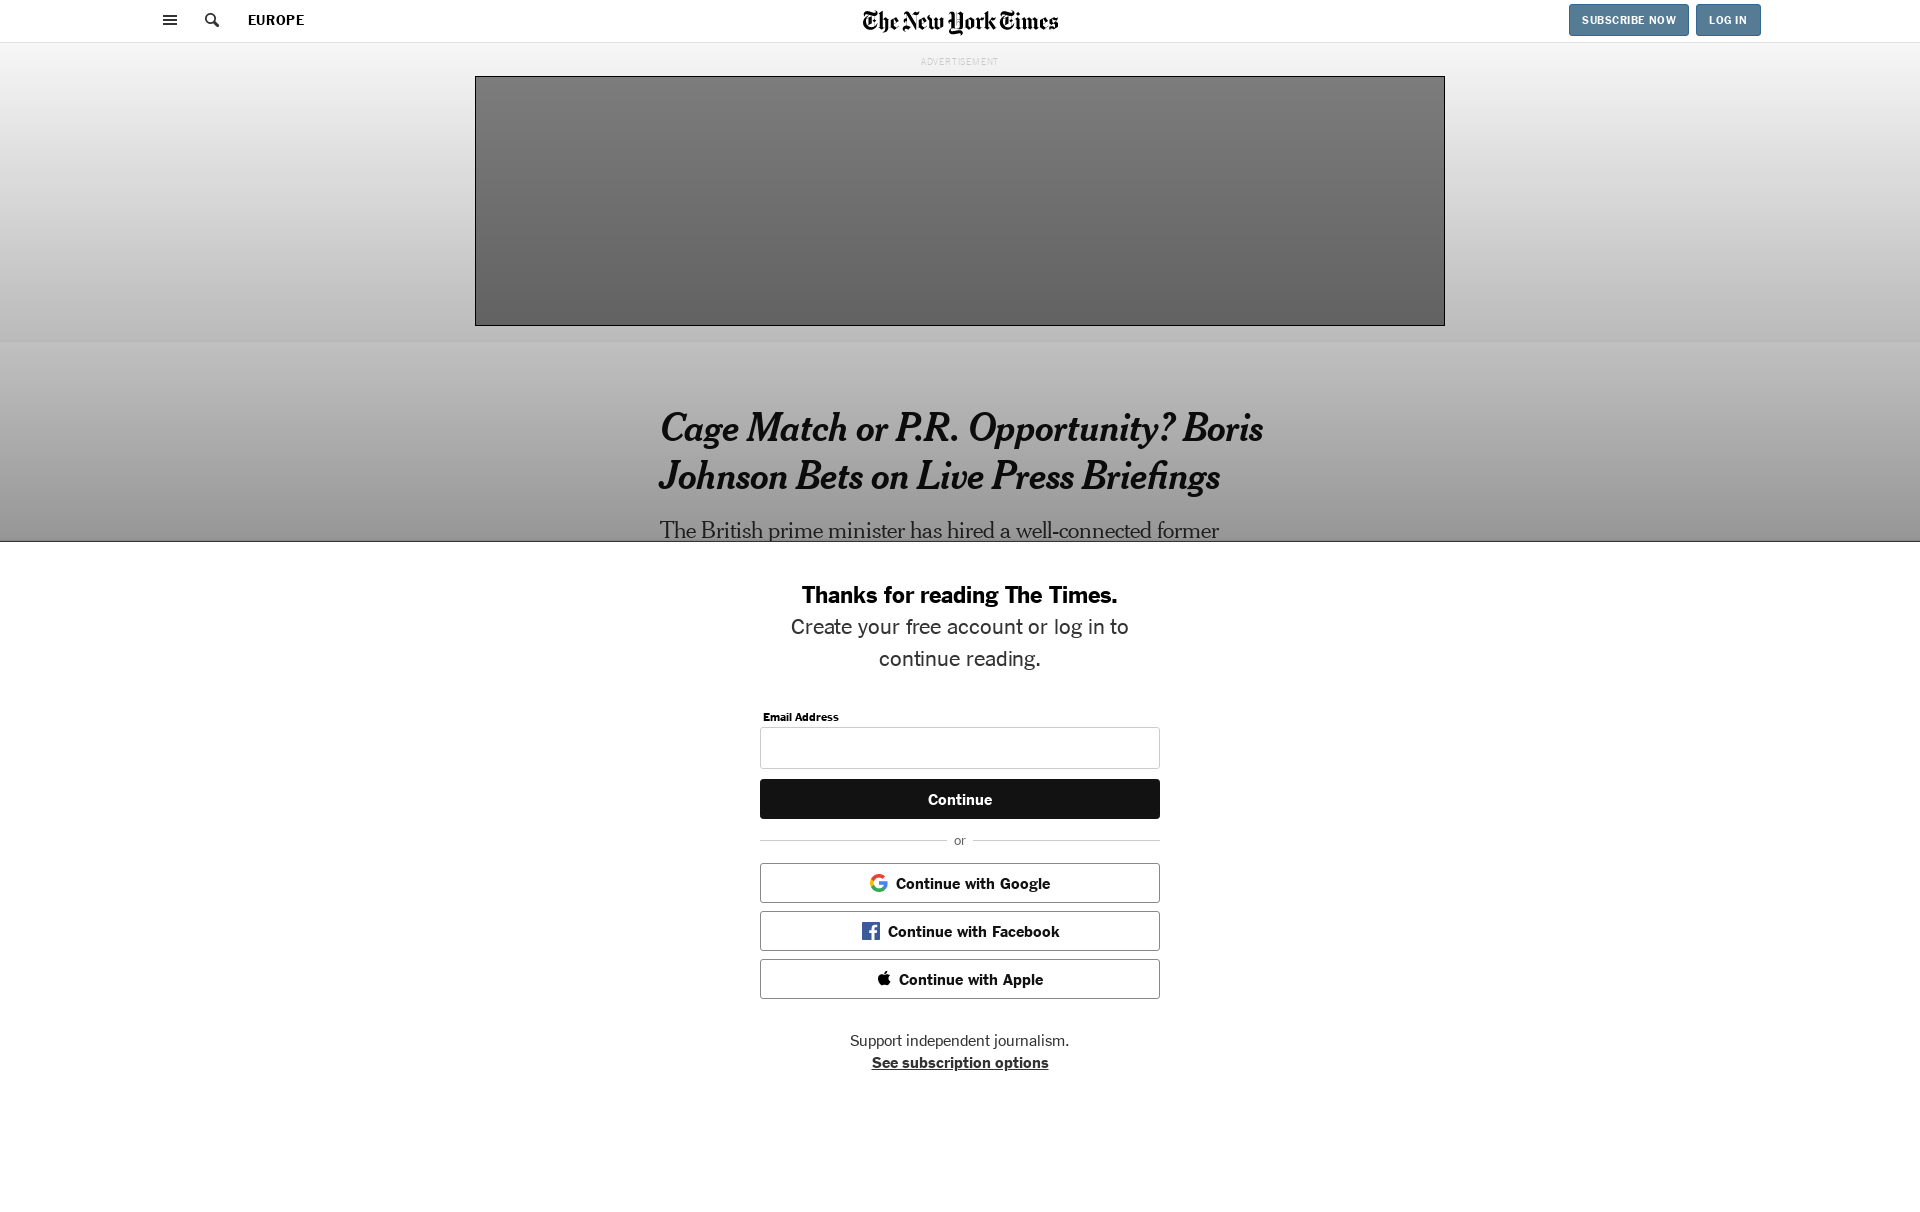 EUROPE
The New York Times
SUBSCRIBE NOW
LOG IN
ADVERTISEMENT
Cage Match or P.R. Opportunity? Boris
Johnson Bets on Live Press Briefings
The British prime minister has hired a well-connected former
Thanks for reading The Times.
Create your free account or log in to
continue reading.
Email Address
Continue
or
Continue with Google
Continue with Facebook
Continue with Apple
Support independent journalism.
See subscription options